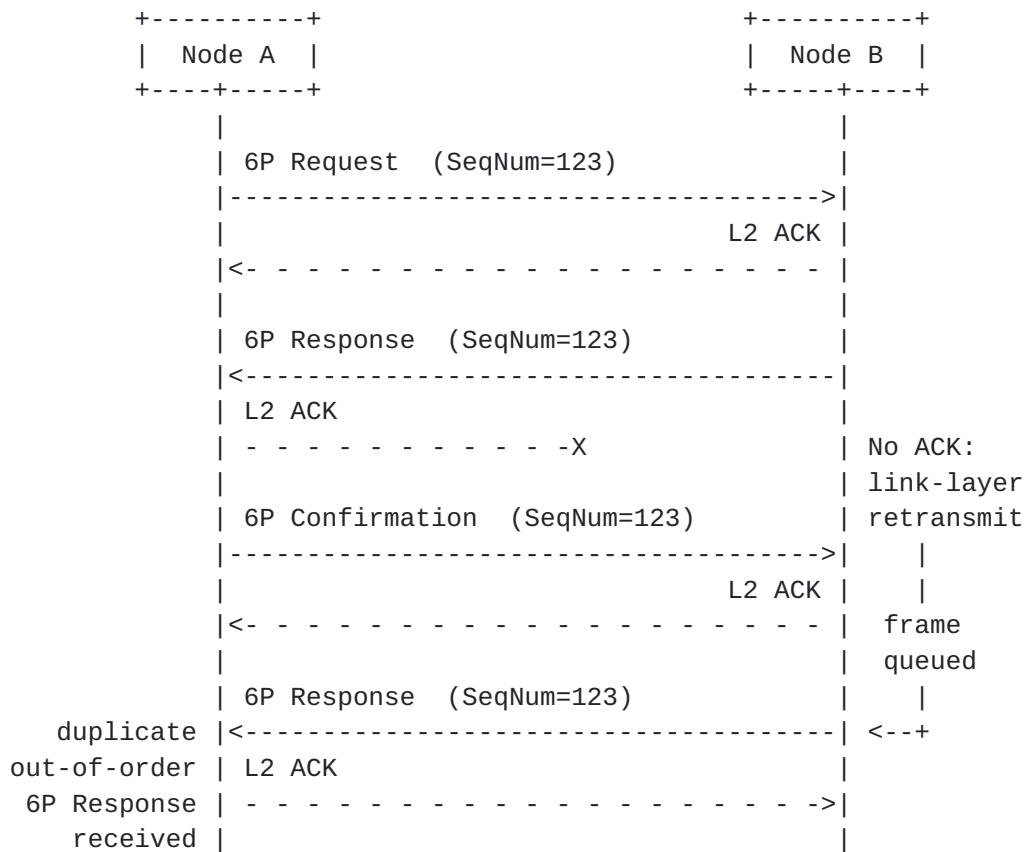 Node A Node B
6P Request (SeqNum=123)
L2 ACK
6P Response (SeqNum=123)
L2 ACK
X No ACK:
link-layer
6P Confirmation (SeqNum=123) retransmit
L2 ACK
frame
queued
6P Response (SeqNum=123)
duplicate
out-of-order L2 ACK
6P Response
received